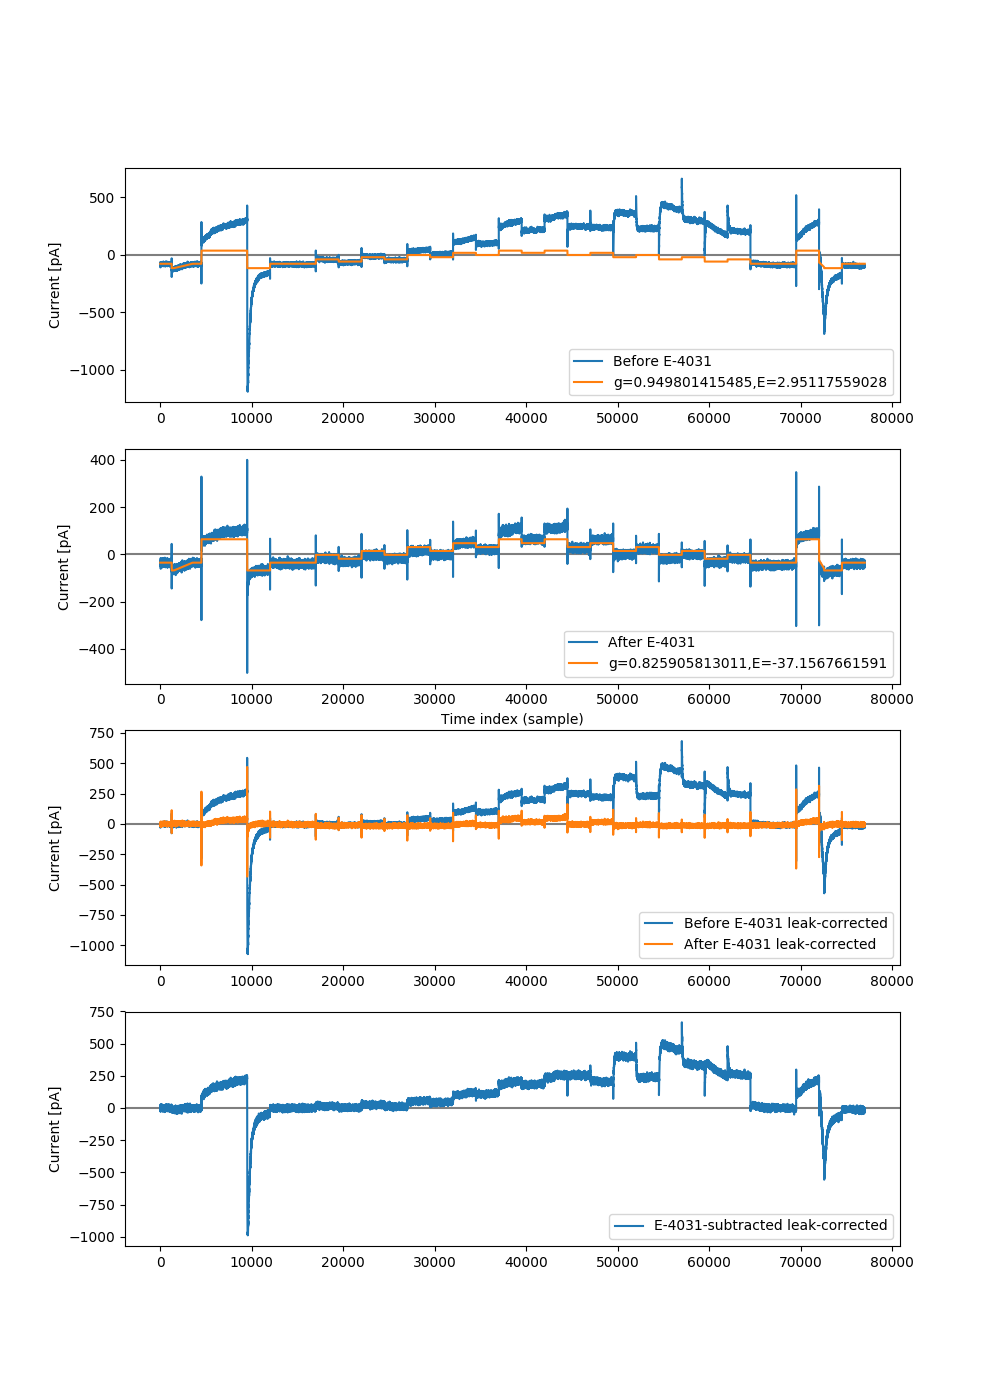 500
0
−500
−1000
Current [pA]
Before E-4031
g=0.949801415485,E=2.95117559028
0 10000 20000 30000 40000 50000 60000 70000 80000
400
200
0
−200
−400
Current [pA]
After E-4031
g=0.825905813011,E=-37.1567661591
0 10000 20000 30000 40000 50000 60000 70000 80000
Time index (sample)
750
500
250
0
−250
−500
−750
−1000
Current [pA]
Before E-4031 leak-corrected
After E-4031 leak-corrected
0 10000 20000 30000 40000 50000 60000 70000 80000
750
500
250
0
−250
−500
−750
−1000
Current [pA]
E-4031-subtracted leak-corrected
0 10000 20000 30000 40000 50000 60000 70000 80000